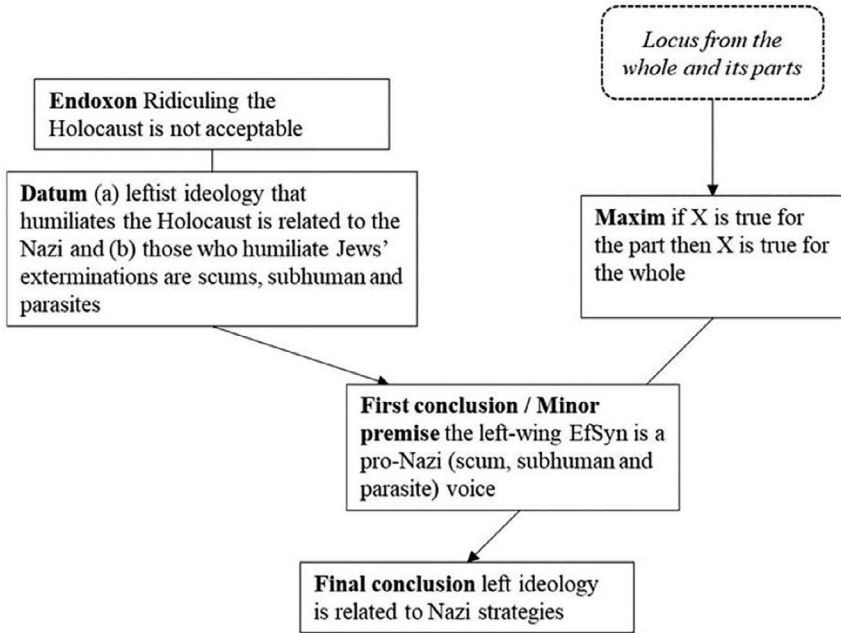 Locus from the
whole and its parts
Endoxon Ridiculing the
Holocaust is not acceptable
Datum (a) leftist ideology that
humiliates the Holocaust is related to the
Nazi and (b) those who humiliate Jews’
exterminations are scums, subhuman and
parasites
Maxim if X is true for
the part then X is true for
the whole
First conclusion / Minor
premise the left-wing EfSyn is a
pro-Nazi (scum, subhuman and
parasite) voice
Final conclusion left ideology
is related to Nazi strategies